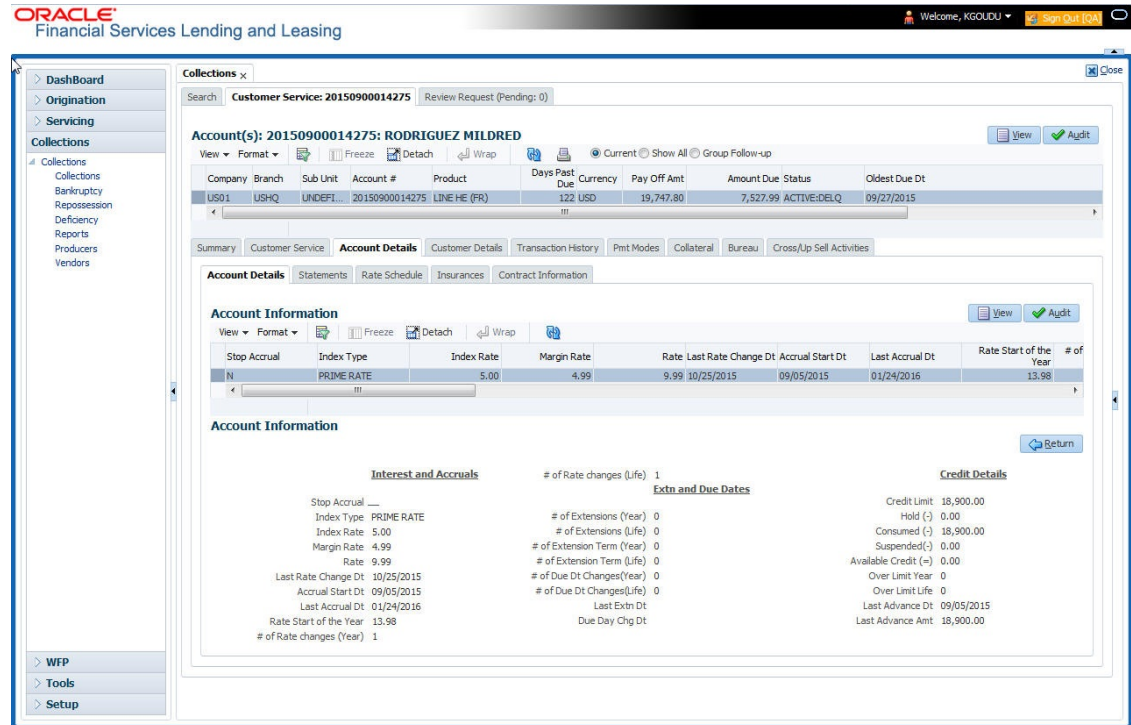 ORACLE
Financial Services Lending and Leasing
Welcome, KGOUDU
Sign Out [QA]
Close
DashBoard
Origination
Servicing
Collections
Collections
Collections
Bankruptcy
Repossession
Deficiency
Reports
Producers
Vendors
WFP
Tools
Setup
Collections x
Search Customer Service: 20150900014275 Review Request (Pending: 0)
Account(s): 20150900014275: RODRIGUEZ MILDRED
View Audit
View Format Freeze Detach Wrap Current Show All Group Follow-up
Company Branch Sub Unit Account # Product Days Past Due Currency Pay Off Amt Amount Due Status Oldest Due Dt
US01 USHQ UNDEFI... 20150900014275 LINE HE (FR) 122 USD 19,747.80 7,527.99 ACTIVE:DELQ 09/27/2015
Summary Customer Service Account Details Customer Details Transaction History Pmt Modes Collateral Bureau Cross/Up Sell Activities
Account Details Statements Rate Schedule Insurances Contract Information
Account Information
View Audit
View Format Freeze Detach Wrap
Stop Accrual Index Type Index Rate Margin Rate Rate Last Rate Change Dt Accrual Start Dt Last Accrual Dt Rate Start of the Year # of
N PRIME RATE 5.00 4.99 9.99 10/25/2015 09/05/2015 01/24/2016 13.98
Account Information
Return
Interest and Accruals
Stop Accrual
Index Type PRIME RATE
Index Rate 5.00
Margin Rate 4.99
Rate 9.99
Last Rate Change Dt 10/25/2015
Accrual Start Dt 09/05/2015
Last Accrual Dt 01/24/2016
Rate Start of the Year 13.98
# of Rate changes (Year) 1
# of Rate changes (Life) 1
Extn and Due Dates
# of Extensions (Year) 0
# of Extensions (Life) 0
# of Extension Term (Year) 0
# of Extension Term (Life) 0
# of Due Dt Changes(Year) 0
# of Due Dt Changes(Life) 0
Last Extn Dt
Due Day Chg Dt
Credit Details
Credit Limit 18,900.00
Hold (-) 0.00
Consumed (-) 18,900.00
Suspended(-) 0.00
Available Credit (=) 0.00
Over Limit Year 0
Over Limit Life 0
Last Advance Dt 09/05/2015
Last Advance Amt 18,900.00